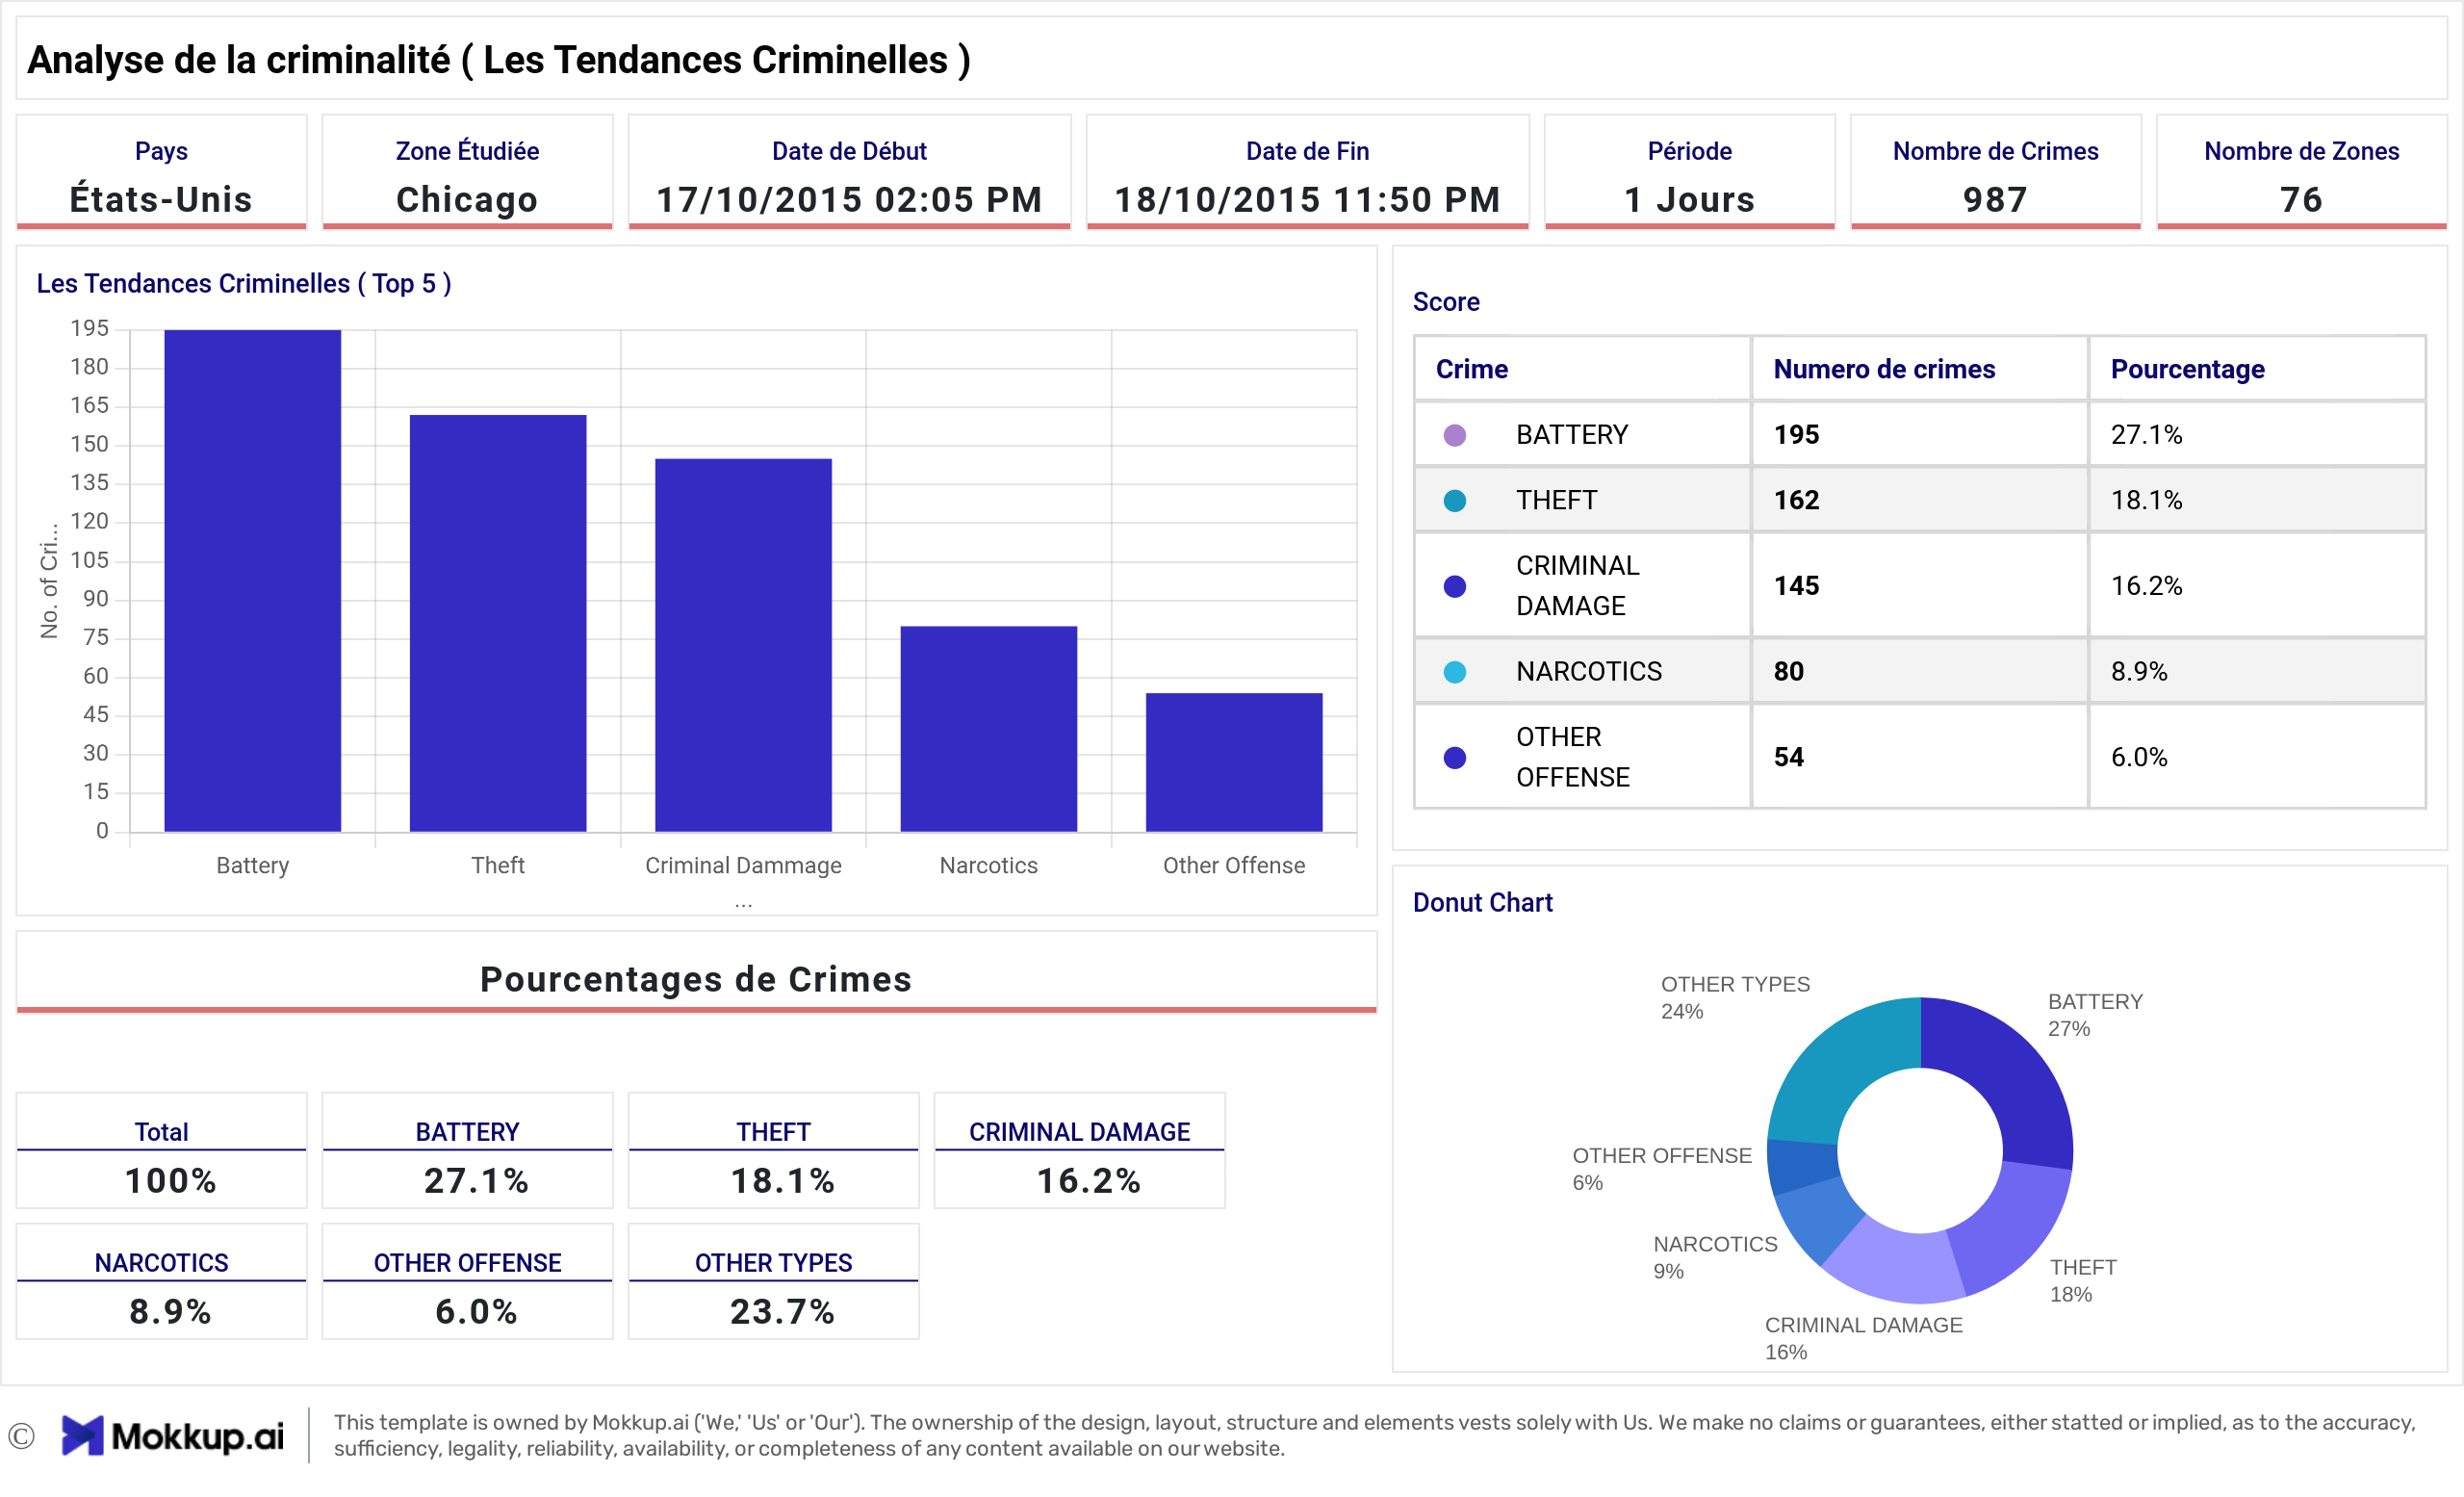 Analyse de la criminalité ( Les Tendances Criminelles )
Pays
États-Unis
Zone Étudiée
Chicago
Date de Début
17/10/2015 02:05 PM
Date de Fin
18/10/2015 11:50 PM
Période
1 Jours
Nombre de Crimes
987
Nombre de Zones
76
Les Tendances Criminelles ( Top 5 )
No. of Cri...
195
180
165
150
135
120
105
90
75
60
45
30
15
0
Battery
Theft
Criminal Dammage
Narcotics
Other Offense
...
Score
Crime Numero de crimes Pourcentage
BATTERY 195 27.1%
THEFT 162 18.1%
CRIMINAL
DAMAGE 145 16.2%
NARCOTICS 80 8.9%
OTHER
OFFENSE 54 6.0%
Pourcentages de Crimes
Total
100%
BATTERY
27.1%
THEFT
18.1%
CRIMINAL DAMAGE
16.2%
NARCOTICS
8.9%
OTHER OFFENSE
6.0%
OTHER TYPES
23.7%
Donut Chart
OTHER TYPES
24%
BATTERY
27%
OTHER OFFENSE
6%
NARCOTICS
9%
THEFT
18%
CRIMINAL DAMAGE
16%
© Mokkup.ai
This template is owned by Mokkup.ai ('We,' 'Us' or 'Our'). The ownership of the design, layout, structure and elements vests solely with Us. We make no claims or guarantees, either statted or implied, as to the accuracy,
sufficiency, legality, reliability, availability, or completeness of any content available on our website.